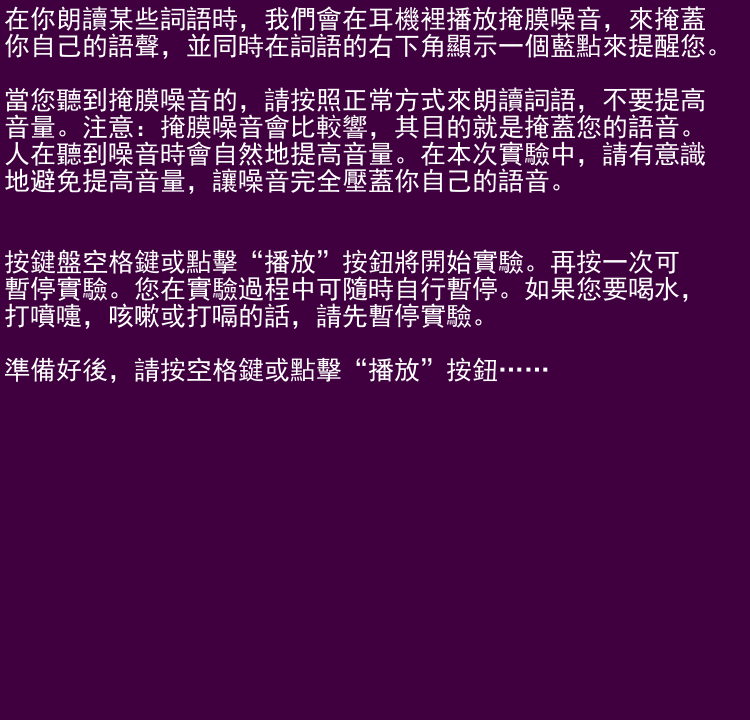 在你朗讀某些詞語時，我們會在耳機裡播放掩膜噪音，來掩蓋
你自己的語聲，並同時在詞語的右下角顯示一個藍點來提醒您。
當您聽到掩膜噪音的，請按照正常方式來朗讀詞語，不要提高
音量。注意：掩膜噪音會比較響，其目的就是掩蓋您的語音。
人在聽到噪音時會自然地提高音量。在本次實驗中，請有意識
地避免提高音量，讓噪音完全壓蓋你自己的語音。
按鍵盤空格鍵或點擊“播放”按鈕將開始實驗。再按一次可
暫停實驗。您在實驗過程中可隨時自行暫停。如果您要喝水，
打噴嚏，咳嗽或打嗝的話，請先暫停實驗。
準備好後，請按空格鍵或點擊“播放”按鈕……